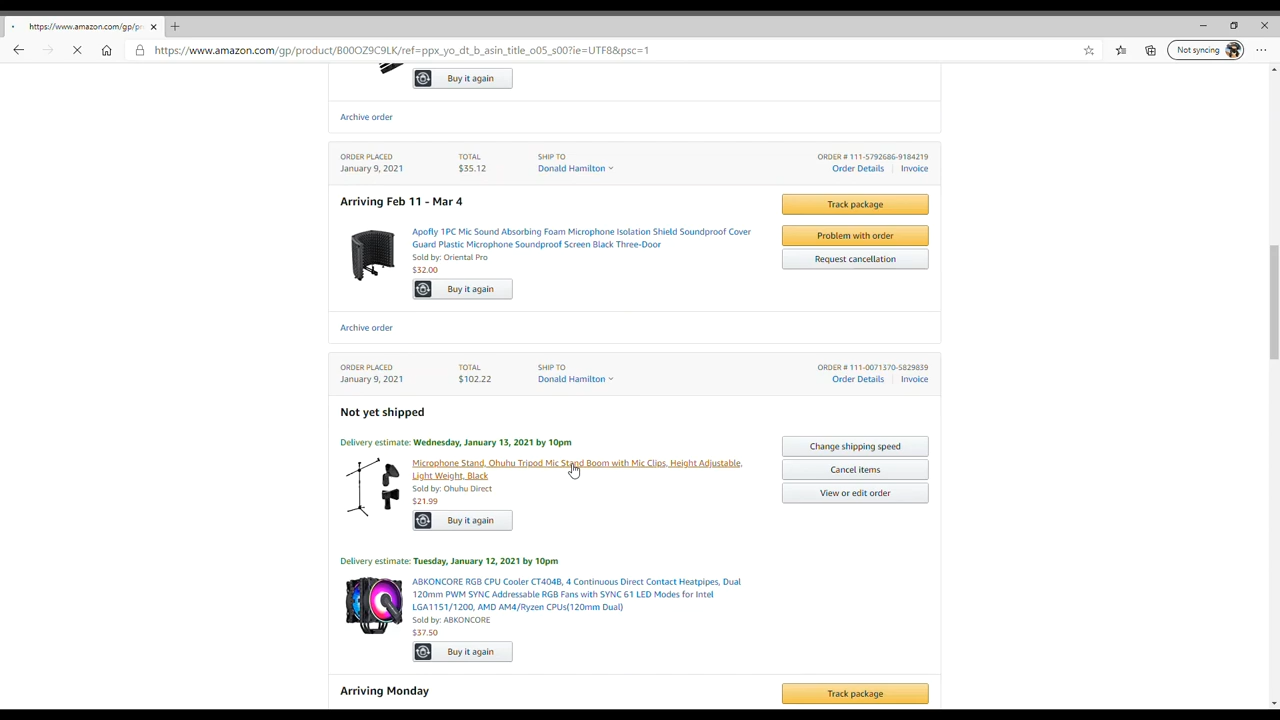 https://www.amazon.com/gp/pr
Not syncing
https://www.amazon.com/gp/product/B00OZ9C9LK/ref=ppx_yo_dt_b_asin_title_o05_s00?ie=UTF8&psc=1
Buy it again
Archive order
ORDER PLACED TOTAL SHIP TO ORDER # 111-5792686-9184219
January 9, 2021 $35.12 Donald Hamilton Order Details Invoice
Arriving Feb 11 - Mar 4
Track package
Apofly 1PC Mic Sound Absorbing Foam Microphone Isolation Shield Soundproof Cover
Guard Plastic Microphone Soundproof Screen Black Three-Door
Sold by: Oriental Pro
$32.00
Buy it again
Problem with order
Request cancellation
Archive order
ORDER PLACED TOTAL SHIP TO ORDER # 111-0071370-5829839
January 9, 2021 $102.22 Donald Hamilton Order Details Invoice
Not yet shipped
Delivery estimate: Wednesday, January 13, 2021 by 10pm
Microphone Stand, Ohuhu Tripod Mic Stand Boom with Mic Clips, Height Adjustable,
Light Weight, Black
Sold by: Ohuhu Direct
$21.99
Buy it again
Change shipping speed
Cancel items
View or edit order
Delivery estimate: Tuesday, January 12, 2021 by 10pm
ABKONCORE RGB CPU Cooler CT404B, 4 Continuous Direct Contact Heatpipes, Dual
120mm PWM SYNC Addressable RGB Fans with SYNC 61 LED Modes for Intel
LGA1151/1200, AMD AM4/Ryzen CPUs(120mm Dual)
Sold by: ABKONCORE
$37.50
Buy it again
Arriving Monday
Track package